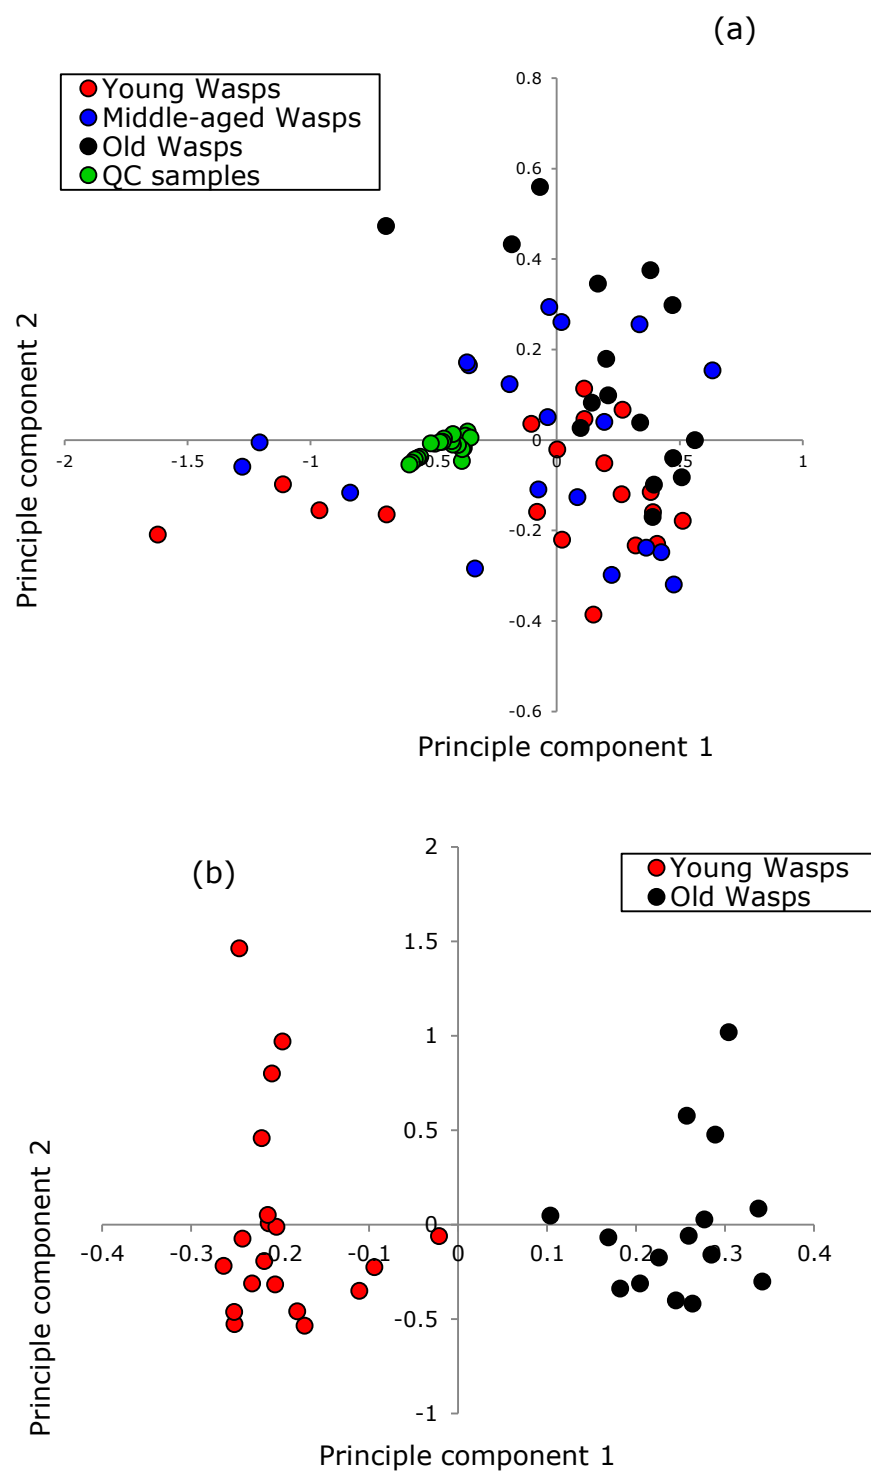 (a)
Young Wasps
Middle-aged Wasps
Old Wasps
QC samples
0.8
0.6
0.4
0.2
0
-2
-1
0.5
0
0.5
1
-0.2
-0.4
-0.6
Principle component 2
Principle component 1
(b)
Young Wasps
Old Wasps
2
1.5
1
0.5
0
-0.4
-0.3
-0.2
-0.1
0
0.1
0.2
0.3
0.4
-0.5
-1
Principle component 2
Principle component 1